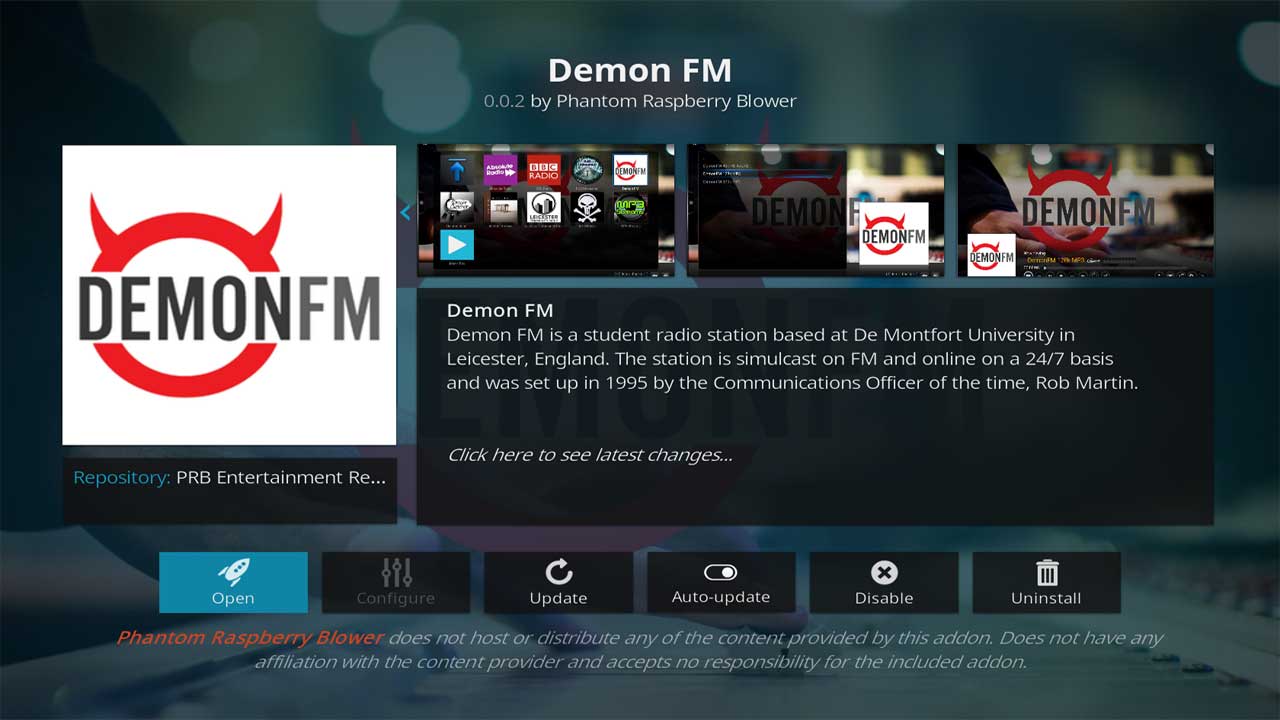 Demon FM
0.0.2 by Phantom Raspberry Blower
DEMONFM
Absolute
Radio
BBC
RADIO
DEMONFM
LEICESTER
DEMONFM
DEMONFM
DEMONFM
DEMONFM
DemonFM 128k MP3
Demon FM
Demon FM is a student radio station based at De Montfort University in
Leicester, England. The station is simulcast on FM and online on a 24/7 basis
and was set up in 1995 by the Communications Officer of the time, Rob Martin.
Click here to see latest changes...
Repository: PRB Entertainment Re...
Open
Configure
Update
Auto-update
Disable
Uninstall
Phantom Raspberry Blower does not host or distribute any of the content provided by this addon. Does not have any
affiliation with the content provider and accepts no responsibility for the included addon.